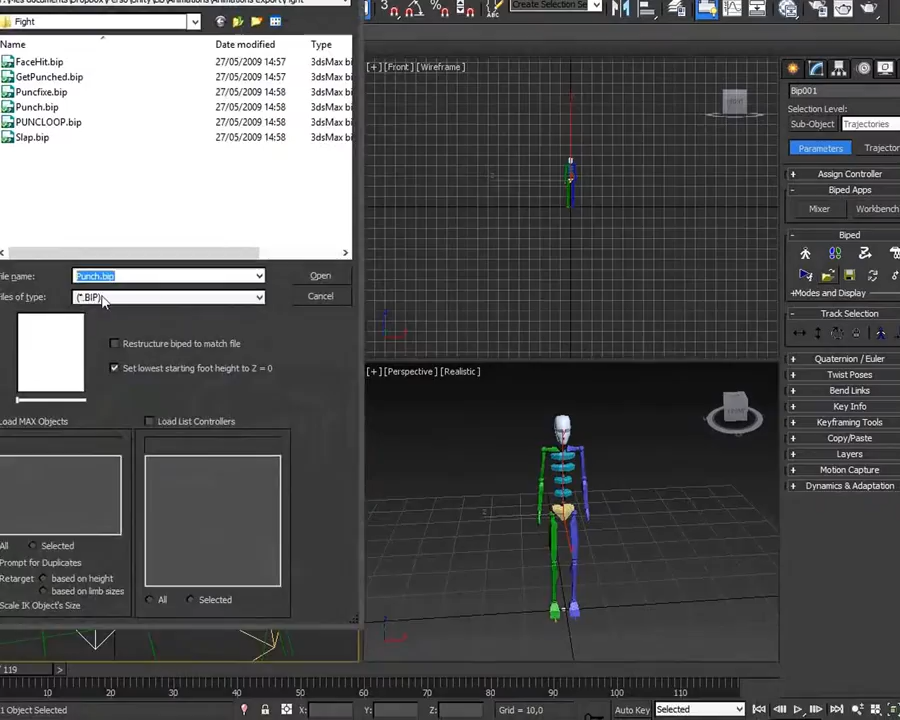 Fight
Name Date modified Type
FaceHit.bip 27/05/2009 14:57 3dsMax bi
GetPunched.bip 27/05/2009 14:57 3dsMax bi
Puncfixe.bip 27/05/2009 14:58 3dsMax bi
Punch.bip 27/05/2009 14:58 3dsMax bi
PUNCLOOP.bip 27/05/2009 14:58 3dsMax bi
Slap.bip 27/05/2009 14:58 3dsMax bi
File name: Punch.bip Open
Files of type: (*.BIP) Cancel
Restructure biped to match file
Set lowest starting foot height to Z = 0
Load MAX Objects Load List Controllers
All Selected
Prompt for Duplicates
Retarget based on height
based on limb sizes
Scale IK Object's Size
All Selected
Create Selection Se
ABC
[+] [Front] [Wireframe]
FRONT
[+] [Perspective] [Realistic]
Bip001
Selection Level:
Sub-Object Trajectories
Parameters Trajector
+ Assign Controller
- Biped Apps
Mixer Workbench
- Biped
+Modes and Display
- Track Selection
+ Quaternion / Euler
+ Twist Poses
+ Bend Links
+ Key Info
+ Keyframing Tools
+ Copy/Paste
+ Layers
+ Motion Capture
+ Dynamics & Adaptation
/ 119 >
10 20 30 40 50 60 70 80 90 100 110
1 Object Selected X: Y: Z: Grid = 10,0 Auto Key Selected